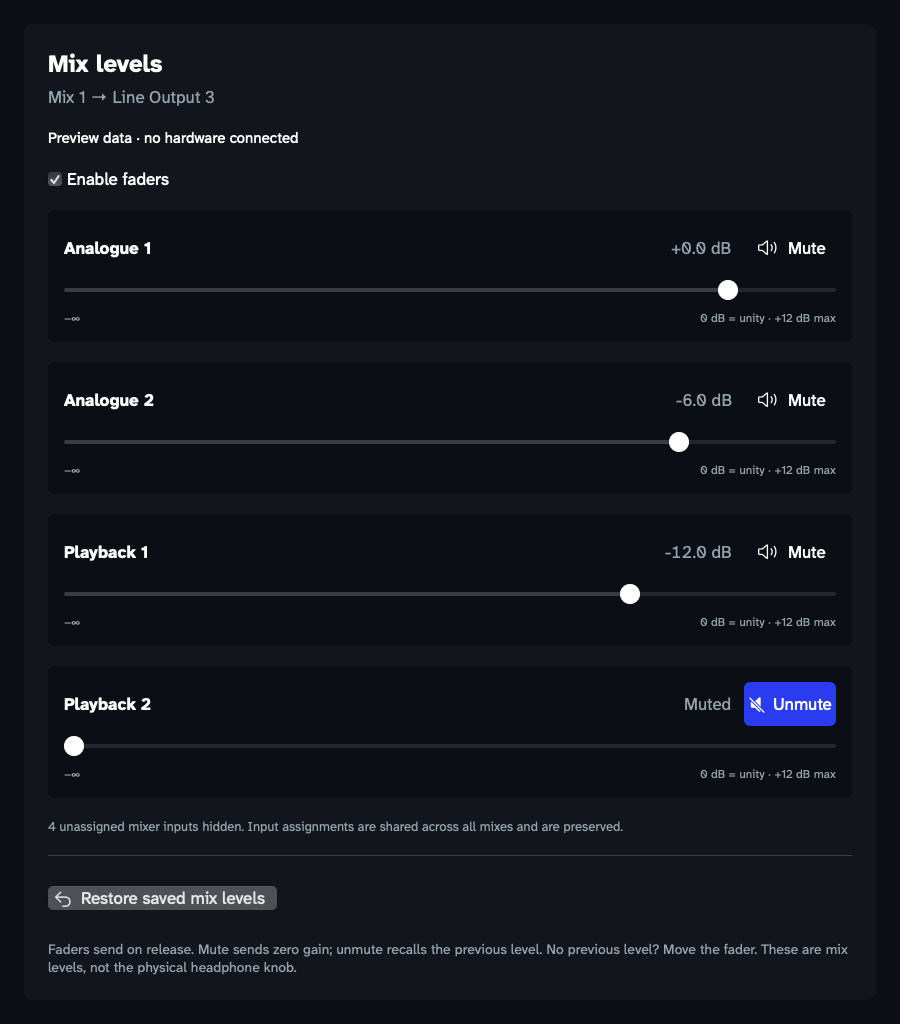 Mix levels
Mix 1 → Line Output 3
Preview data · no hardware connected
Enable faders
Analogue 1 +0.0 dB Mute
−∞ 0 dB = unity · +12 dB max
Analogue 2 -6.0 dB Mute
−∞ 0 dB = unity · +12 dB max
Playback 1 -12.0 dB Mute
−∞ 0 dB = unity · +12 dB max
Playback 2 Muted Unmute
−∞ 0 dB = unity · +12 dB max
4 unassigned mixer inputs hidden. Input assignments are shared across all mixes and are preserved.
Restore saved mix levels
Faders send on release. Mute sends zero gain; unmute recalls the previous level. No previous level? Move the fader. These are mix
levels, not the physical headphone knob.